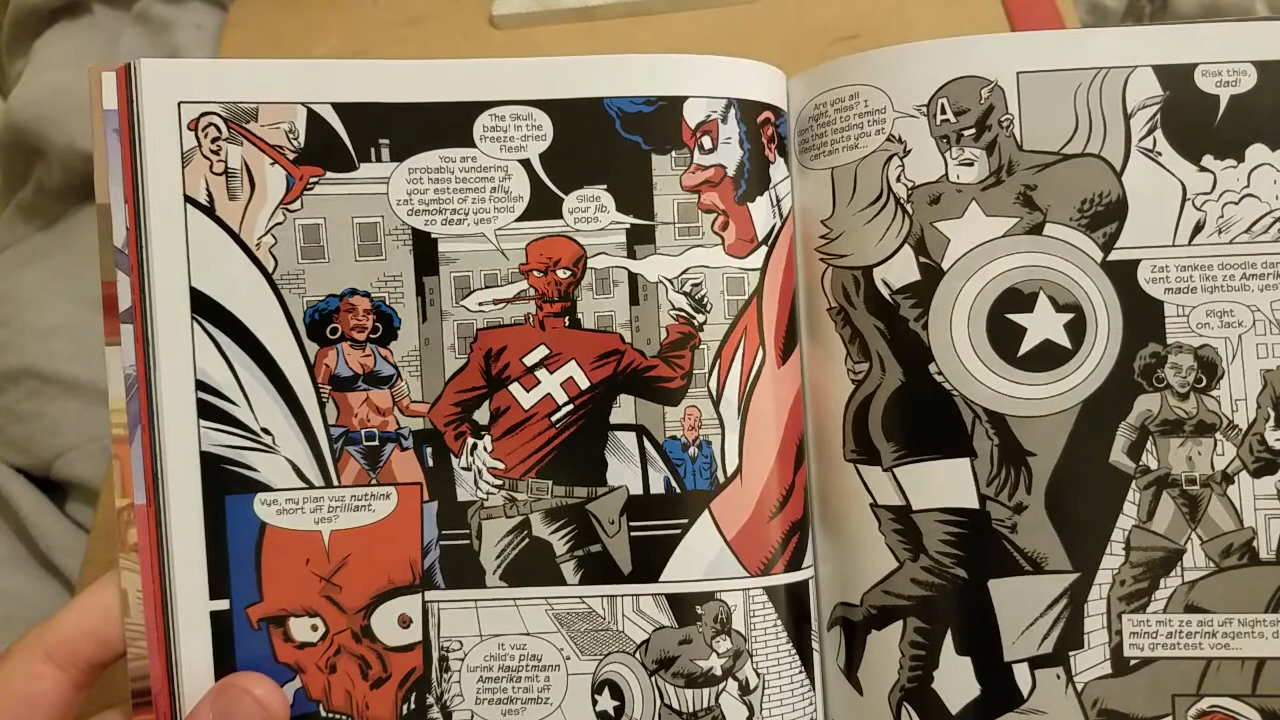 The Skull,
baby! In the
freeze-dried
flesh!
You are
probably vundering
vot hass become uff
your esteemed ally,
zat symbol of zis foolish
demokracy you hold
zo dear, yes?
Slide
your jib,
pops.
Vye, my plan vuz nuthink
short uff brilliant,
yes?
It vuz
child's play
lurink Hauptmann
Amerika mit a
zimple trail uff
breadkrumbz,
yes?
Are you all
right, miss? I
don't need to remind
you that leading this
lifestyle puts you at
certain risk...
A
Risk this,
dad!
Zat Yankee doodle
vent out like ze
made lightbulb, yes?
Right
on, Jack.
"Unt mit ze aid uff
mind-alterink agents,
my greatest voe...
A